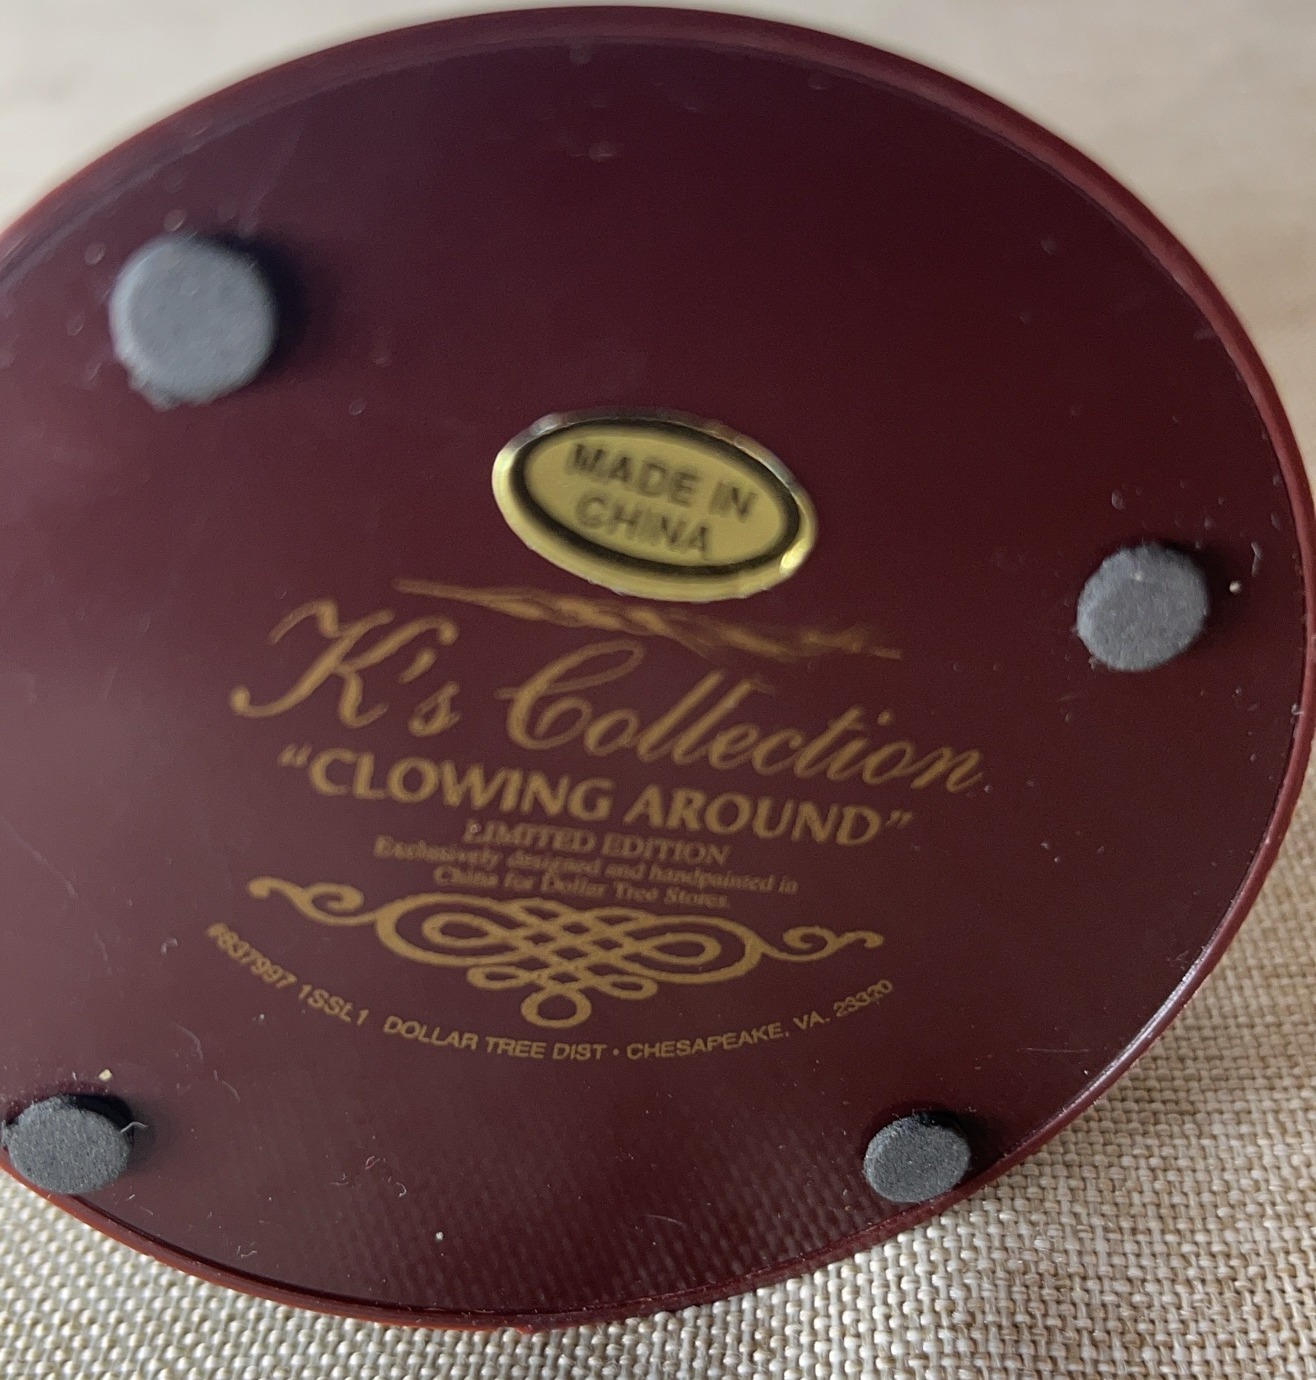 MADE IN
CHINA
K's Collection
“CLOWING AROUND”
LIMITED EDITION
Exclusively designed and handpainted in
China for Dollar Tree Stores.
#837997 1SSL1 DOLLAR TREE DIST • CHESAPEAKE, VA. 23320